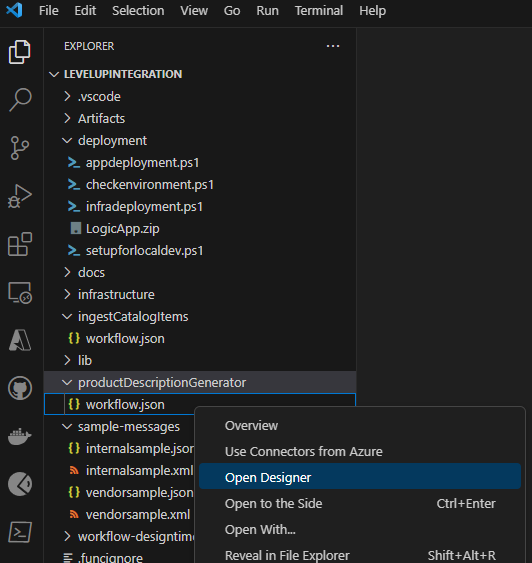 File Edit Selection View Go Run Terminal Help
EXPLORER ...
LEVELUPINTEGRATION
.vscode
Artifacts
deployment
appdeployment.ps1
checkenvironment.ps1
infradeployment.ps1
LogicApp.zip
setupforlocaldev.ps1
docs
infrastructure
ingestCatalogItems
{} workflow.json
lib
productDescriptionGenerator
{} workflow.json
sample-messages
{} internalsample.json
internalsample.xml
{} vendorsample.json
vendorsample.xml
workflow-designtime
.funcignore
Overview
Use Connectors from Azure
Open Designer
Open to the Side Ctrl+Enter
Open With...
Reveal in File Explorer Shift+Alt+R